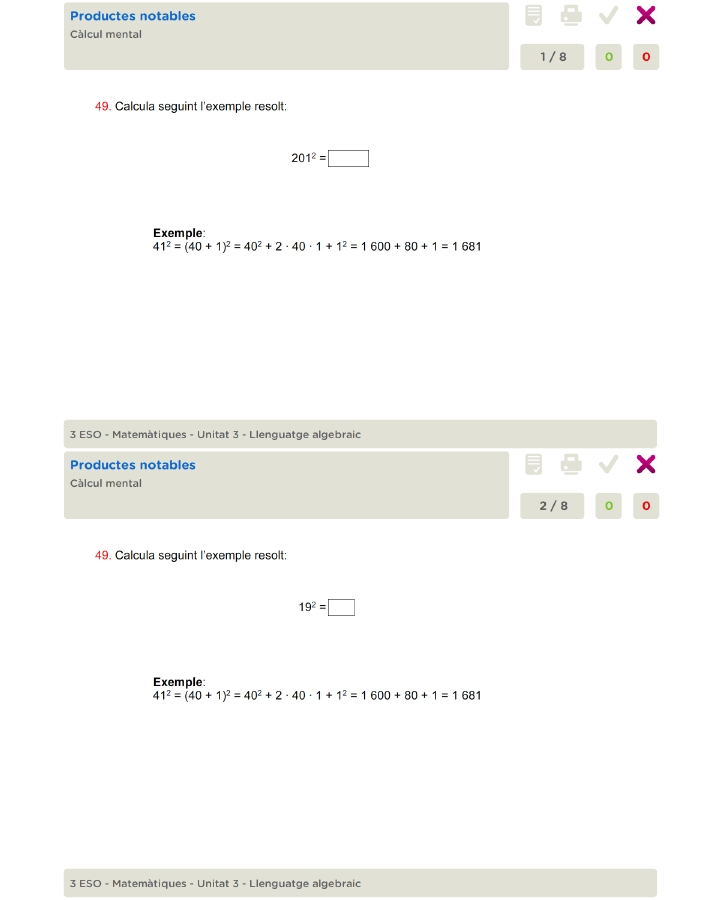 Productes notables
Càlcul mental
1 / 8
0
0
49. Calcula seguint l'exemple resolt:
201² =
Exemple:
41² = (40 + 1)² = 40² + 2 · 40 · 1 + 1² = 1 600 + 80 + 1 = 1 681
3 ESO - Matemàtiques - Unitat 3 - Llenguatge algebraic
Productes notables
Càlcul mental
2 / 8
0
0
49. Calcula seguint l'exemple resolt:
19² =
Exemple:
41² = (40 + 1)² = 40² + 2 · 40 · 1 + 1² = 1 600 + 80 + 1 = 1 681
3 ESO - Matemàtiques - Unitat 3 - Llenguatge algebraic